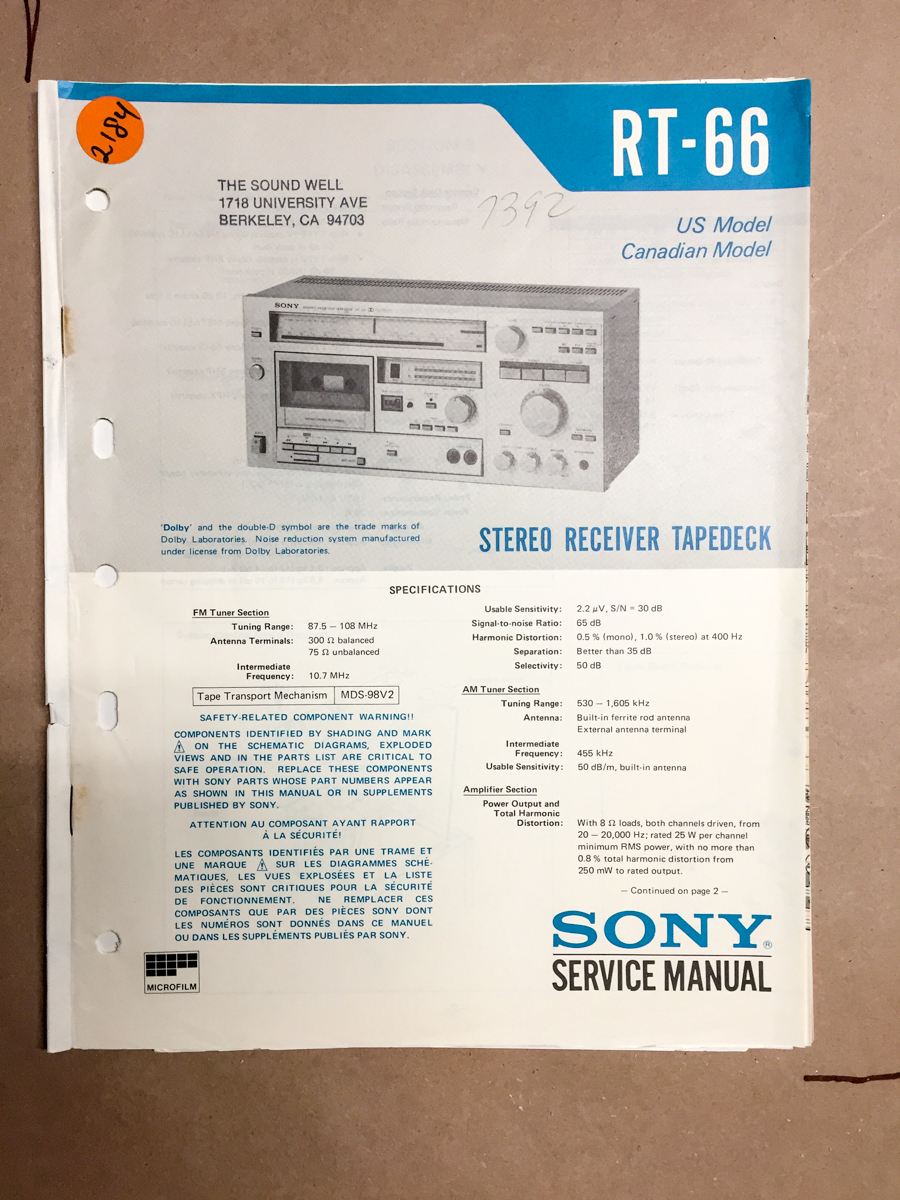 2184
RT-66
THE SOUND WELL
1718 UNIVERSITY AVE
BERKELEY, CA 94703
7392
US Model
Canadian Model
SONY
'Dolby' and the double-D symbol are the trade marks of
Dolby Laboratories. Noise reduction system manufactured
under license from Dolby Laboratories.
STEREO RECEIVER TAPEDECK
SPECIFICATIONS
FM Tuner Section
Tuning Range: 87.5 – 108 MHz
Antenna Terminals: 300 Ω balanced
75 Ω unbalanced
Intermediate
Frequency: 10.7 MHz
Tape Transport Mechanism MDS-98V2
SAFETY-RELATED COMPONENT WARNING!!
COMPONENTS IDENTIFIED BY SHADING AND MARK
⚠ ON THE SCHEMATIC DIAGRAMS, EXPLODED
VIEWS AND IN THE PARTS LIST ARE CRITICAL TO
SAFE OPERATION. REPLACE THESE COMPONENTS
WITH SONY PARTS WHOSE PART NUMBERS APPEAR
AS SHOWN IN THIS MANUAL OR IN SUPPLEMENTS
PUBLISHED BY SONY.
ATTENTION AU COMPOSANT AYANT RAPPORT
À LA SÉCURITÉ!
LES COMPOSANTS IDENTIFIÉS PAR UNE TRAME ET
UNE MARQUE ⚠ SUR LES DIAGRAMMES SCHÉ-
MATIQUES, LES VUES EXPLOSÉES ET LA LISTE
DES PIÈCES SONT CRITIQUES POUR LA SÉCURITÉ
DE FONCTIONNEMENT. NE REMPLACER CES
COMPOSANTS QUE PAR DES PIÈCES SONY DONT
LES NUMÉROS SONT DONNÉS DANS CE MANUEL
OU DANS LES SUPPLÉMENTS PUBLIÉS PAR SONY.
MICROFILM
Usable Sensitivity: 2.2 μV, S/N = 30 dB
Signal-to-noise Ratio: 65 dB
Harmonic Distortion: 0.5 % (mono), 1.0 % (stereo) at 400 Hz
Separation: Better than 35 dB
Selectivity: 50 dB
AM Tuner Section
Tuning Range: 530 – 1,605 kHz
Antenna: Built-in ferrite rod antenna
External antenna terminal
Intermediate
Frequency: 455 kHz
Usable Sensitivity: 50 dB/m, built-in antenna
Amplifier Section
Power Output and
Total Harmonic
Distortion: With 8 Ω loads, both channels driven, from
20 – 20,000 Hz; rated 25 W per channel
minimum RMS power, with no more than
0.8 % total harmonic distortion from
250 mW to rated output.
– Continued on page 2 –
SONY®
SERVICE MANUAL